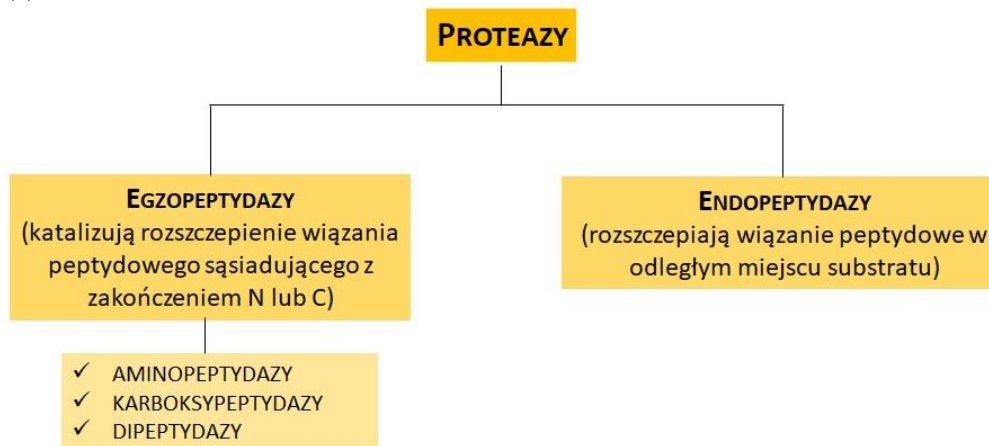 PROTEAZY
EGZOPEPTYDAZY
(katalizują rozszczepienie wiązania
peptydowego sąsiadującego z
zakończeniem N lub C)
ENDOPEPTYDAZY
(rozszczepiają wiązanie peptydowe w
odległym miejscu substratu)
✓ AMINOPEPTYDAZY
✓ KARBOKSYPEPTYDAZY
✓ DIPEPTYDAZY